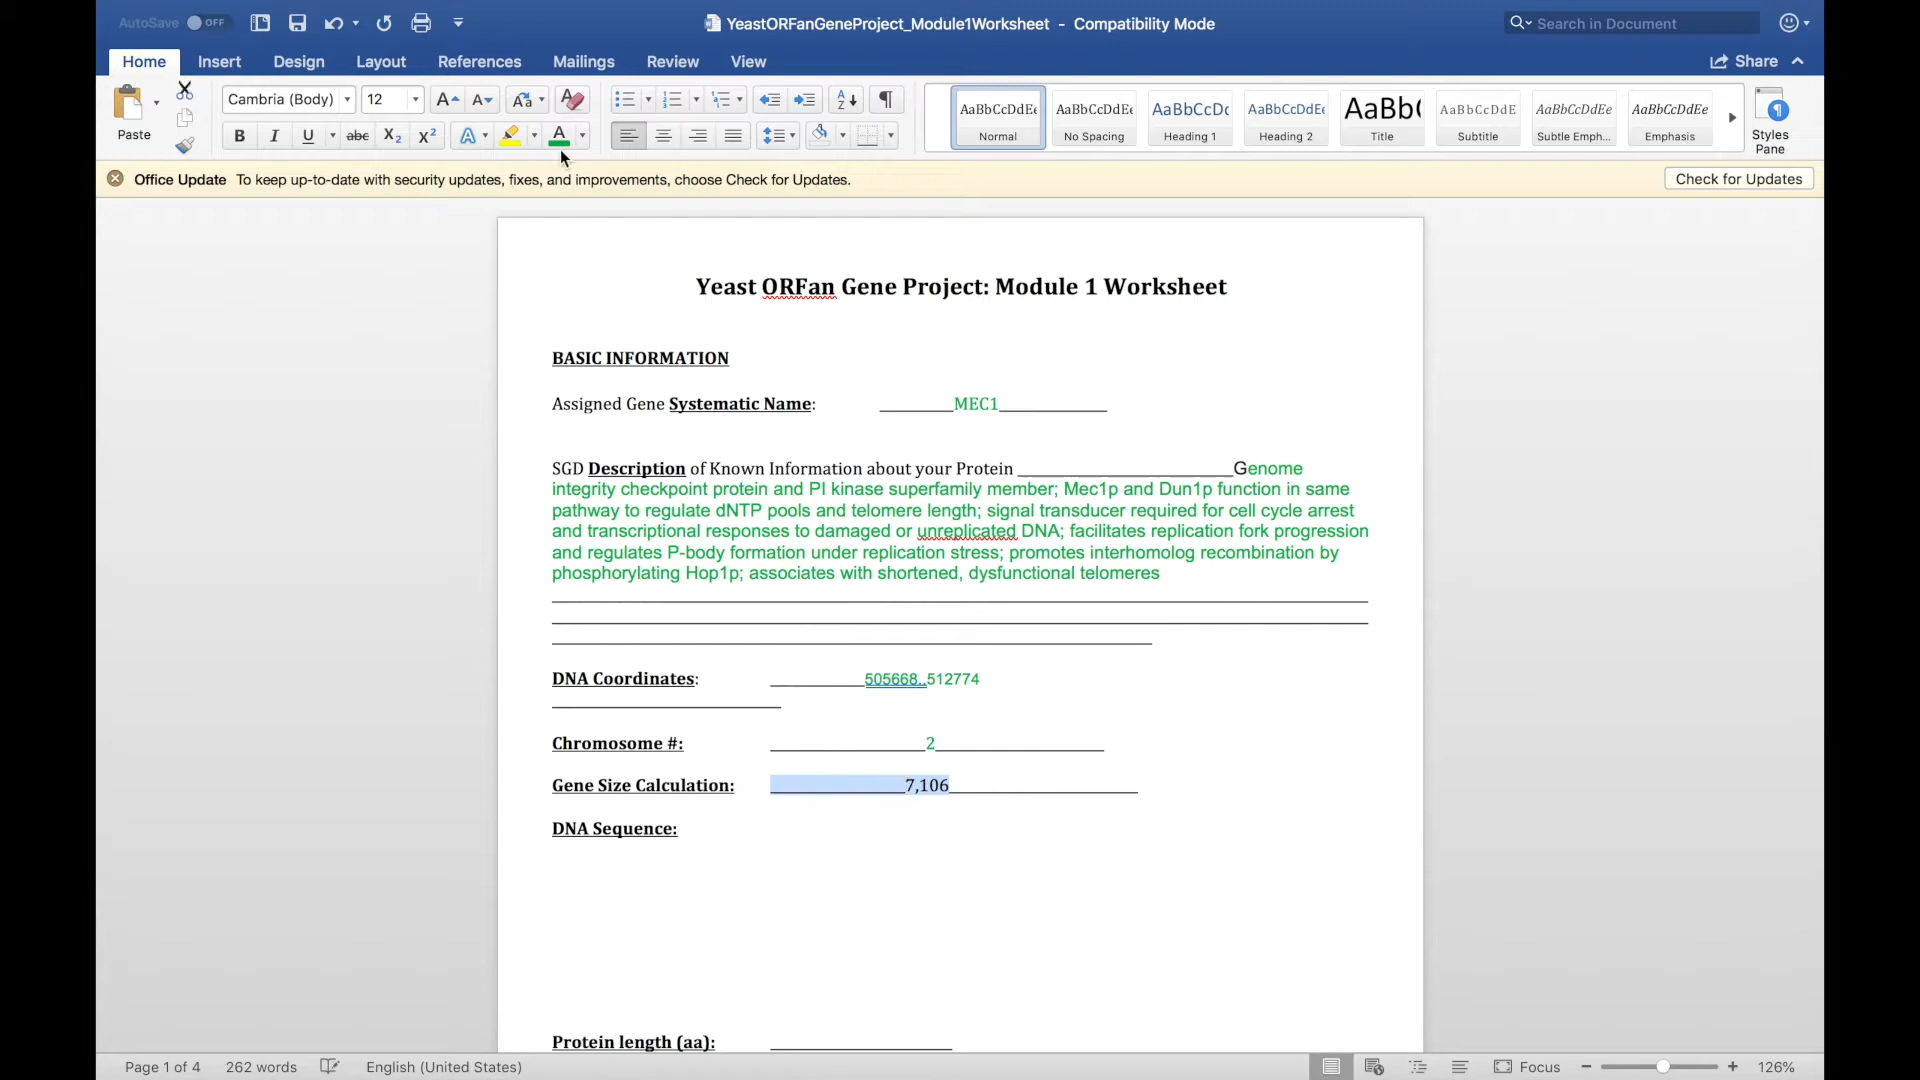 AutoSave OFF
YeastORFanGeneProject_Module1Worksheet - Compatibility Mode
Search in Document
Home Insert Design Layout References Mailings Review View
Share
Paste
Cambria (Body) 12
AaBbCcDdEe AaBbCcDdEe AaBbCcDc AaBbCcDdEe AaBb( AaBbCcDdE AaBbCcDdEe AaBbCcDdEe
Normal No Spacing Heading 1 Heading 2 Title Subtitle Subtle Emph... Emphasis
Styles
Pane
Office Update To keep up-to-date with security updates, fixes, and improvements, choose Check for Updates.
Check for Updates
Yeast ORFan Gene Project: Module 1 Worksheet
BASIC INFORMATION
Assigned Gene Systematic Name: MEC1
SGD Description of Known Information about your Protein Genome
integrity checkpoint protein and PI kinase superfamily member; Mec1p and Dun1p function in same
pathway to regulate dNTP pools and telomere length; signal transducer required for cell cycle arrest
and transcriptional responses to damaged or unreplicated DNA; facilitates replication fork progression
and regulates P-body formation under replication stress; promotes interhomolog recombination by
phosphorylating Hop1p; associates with shortened, dysfunctional telomeres
DNA Coordinates: 505668..512774
Chromosome #: 2
Gene Size Calculation: 7,106
DNA Sequence:
Protein length (aa):
Page 1 of 4 262 words English (United States)
Focus 126%